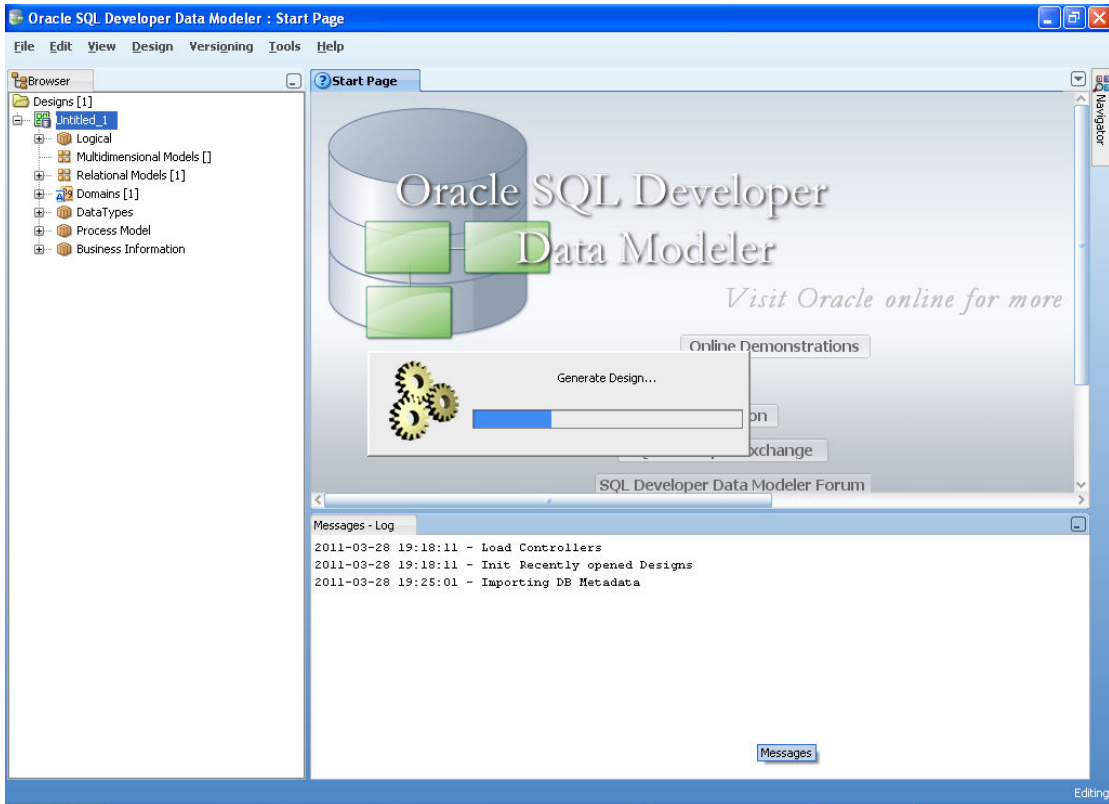 Oracle SQL Developer Data Modeler : Start Page
File Edit View Design Versioning Tools Help
Browser
Designs [1]
Untitled_1
Logical
Multidimensional Models []
Relational Models [1]
Domains [1]
DataTypes
Process Model
Business Information
Start Page
Oracle SQL Developer
Data Modeler
Visit Oracle online for more
Online Demonstrations
Generate Design...
on
xchange
SQL Developer Data Modeler Forum
Navigator
Messages - Log
2011-03-28 19:18:11 - Load Controllers
2011-03-28 19:18:11 - Init Recently opened Designs
2011-03-28 19:25:01 - Importing DB Metadata
Messages
Editing